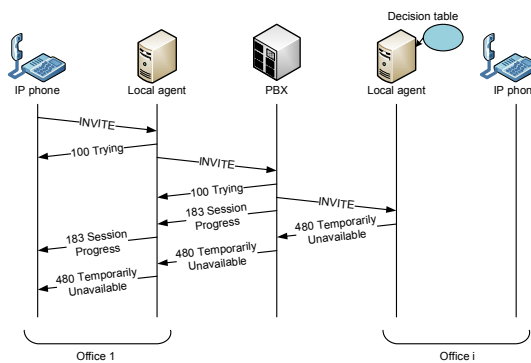 Decision table
IP phone
Local agent
PBX
Local agent
IP phon
INVITE
100 Trying
INVITE
100 Trying
INVITE
183 Session
Progress
480 Temporarily
Unavailable
183 Session
Progress
480 Temporarily
Unavailable
480 Temporarily
Unavailable
Office 1
Office i